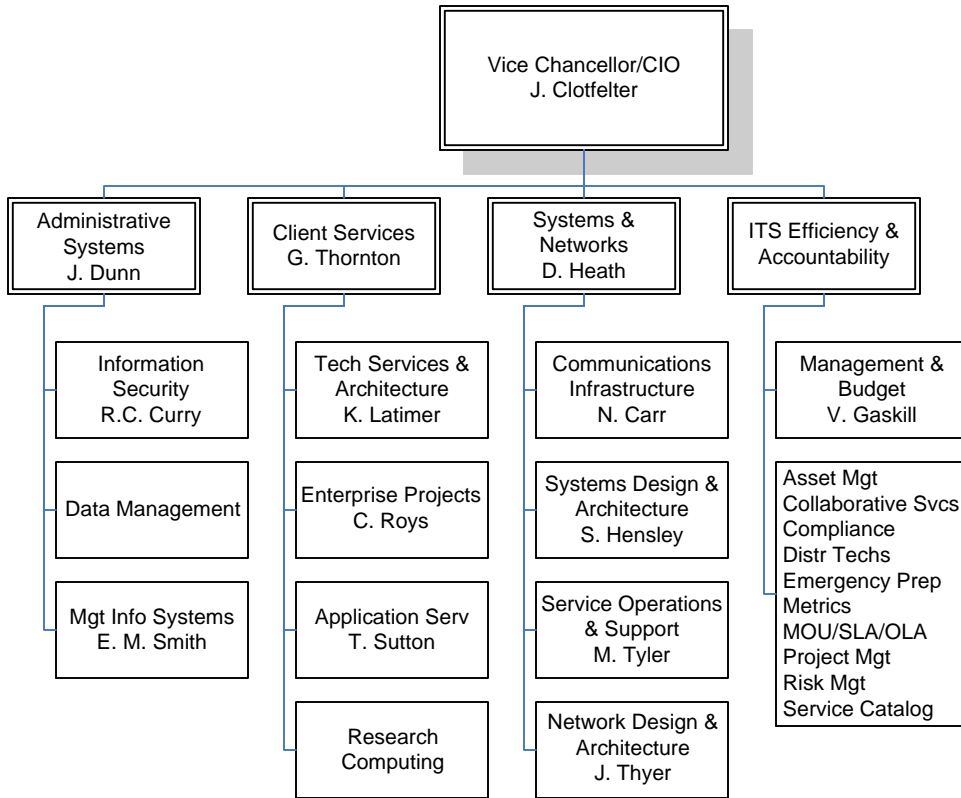 Vice Chancellor/CIO
J. Clotfelter
Administrative
Systems
J. Dunn
Client Services
G. Thornton
Systems &
Networks
D. Heath
ITS Efficiency &
Accountability
Information
Security
R.C. Curry
Data Management
Mgt Info Systems
E. M. Smith
Tech Services &
Architecture
K. Latimer
Enterprise Projects
C. Roys
Application Serv
T. Sutton
Research
Computing
Communications
Infrastructure
N. Carr
Systems Design &
Architecture
S. Hensley
Service Operations
& Support
M. Tyler
Network Design &
Architecture
J. Thyer
Management &
Budget
V. Gaskill
Asset Mgt
Collaborative Svcs
Compliance
Distr Techs
Emergency Prep
Metrics
MOU/SLA/OLA
Project Mgt
Risk Mgt
Service Catalog